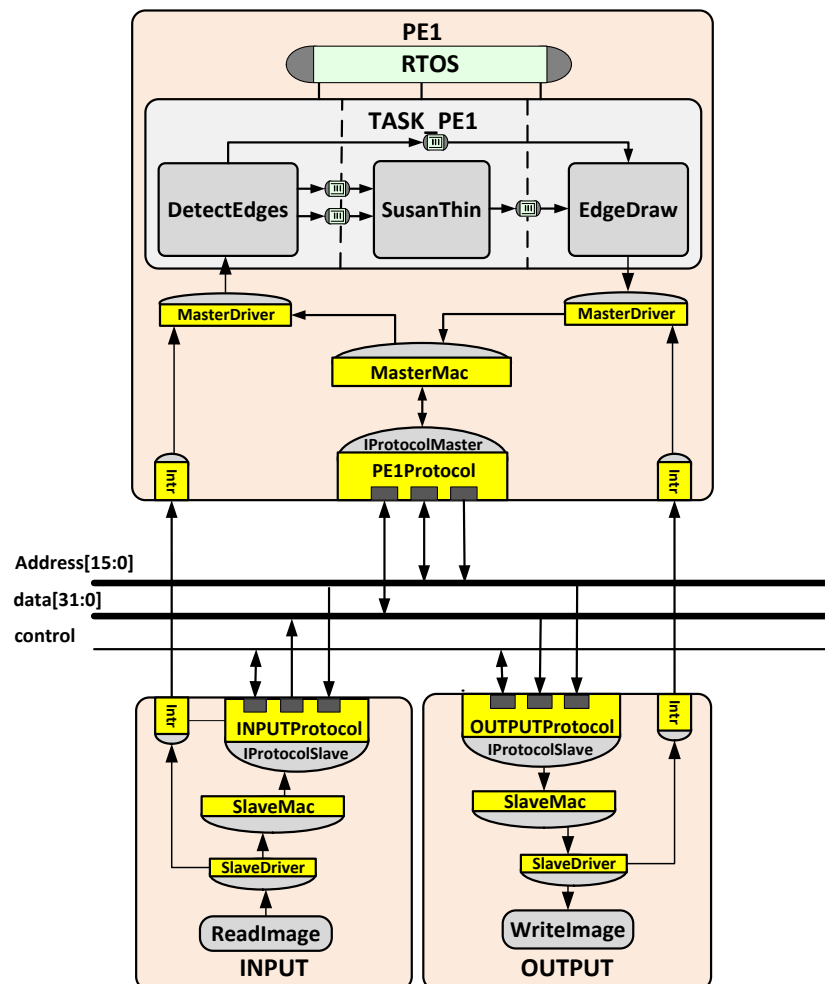 PE1
RTOS
TASK_PE1
DetectEdges
SusanThin
EdgeDraw
MasterDriver
MasterDriver
MasterMac
IProtocolMaster
PE1Protocol
Intr
Intr
Address[15:0]
data[31:0]
control
Intr
INPUTProtocol
IProtocolSlave
SlaveMac
SlaveDriver
ReadImage
INPUT
OUTPUTProtocol
IProtocolSlave
Intr
SlaveMac
SlaveDriver
WriteImage
OUTPUT